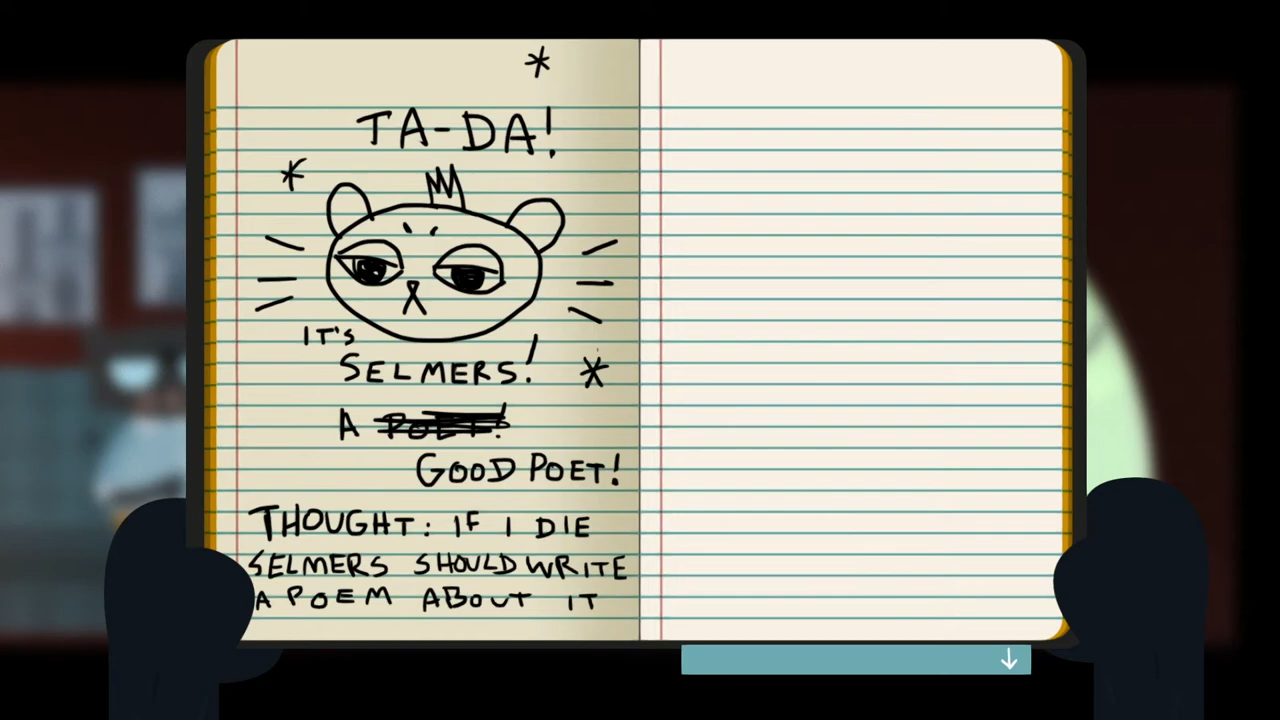 TA-DA!
IT'S
SELMERS!
A POET!
GOOD POET!
THOUGHT: IF I DIE
SELMERS SHOULD WRITE
A POEM ABOUT IT